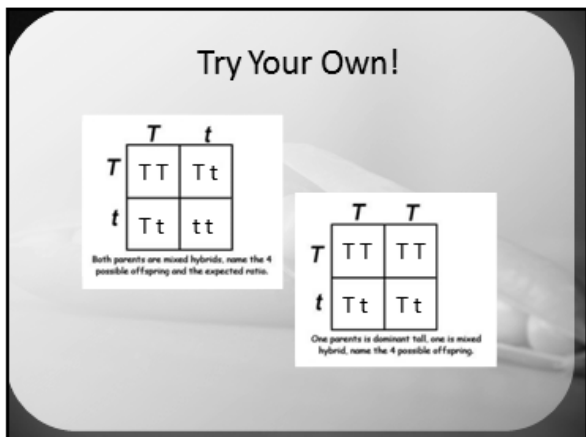 Try Your Own!
T t
T TT Tt
t Tt tt
Both parents are mixed hybrids, name the 4
possible offspring and the expected ratio.
T T
T TT TT
t Tt Tt
One parents is dominant tall, one is mixed
hybrid, name the 4 possible offspring.